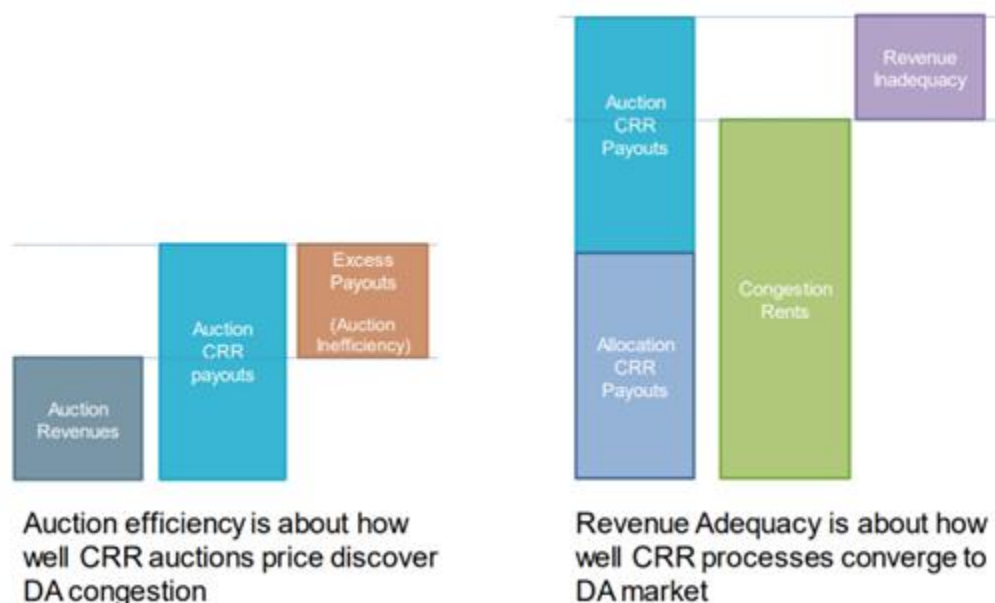 Auction
Revenues
Auction
CRR
payouts
Excess
Payouts
(Auction
Inefficiency)
Auction efficiency is about how
well CRR auctions price discover
DA congestion
Auction
CRR
Payouts
Allocation
CRR
Payouts
Congestion
Rents
Revenue
Inadequacy
Revenue Adequacy is about how
well CRR processes converge to
DA market